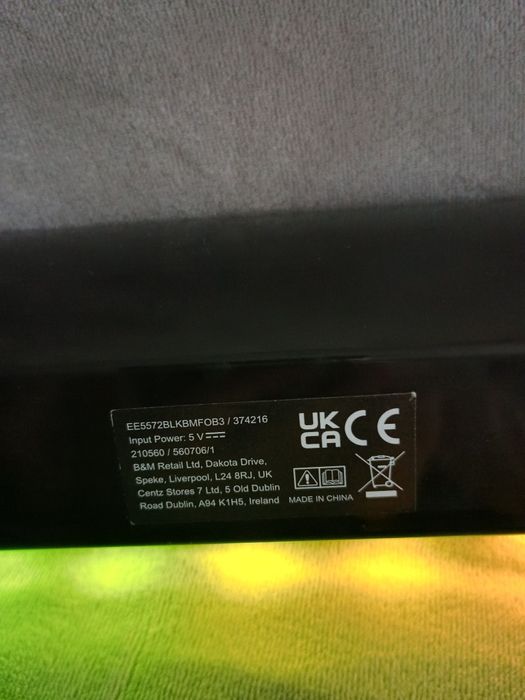 EE5572BLKBMFOB3 / 374216
Input Power: 5 V
210560 / 560706/1
B&M Retail Ltd, Dakota Drive,
Speke, Liverpool, L24 8RJ, UK
Centz Stores 7 Ltd, 5 Old Dublin
Road Dublin, A94 K1H5, Ireland
UK
CA
CE
MADE IN CHINA